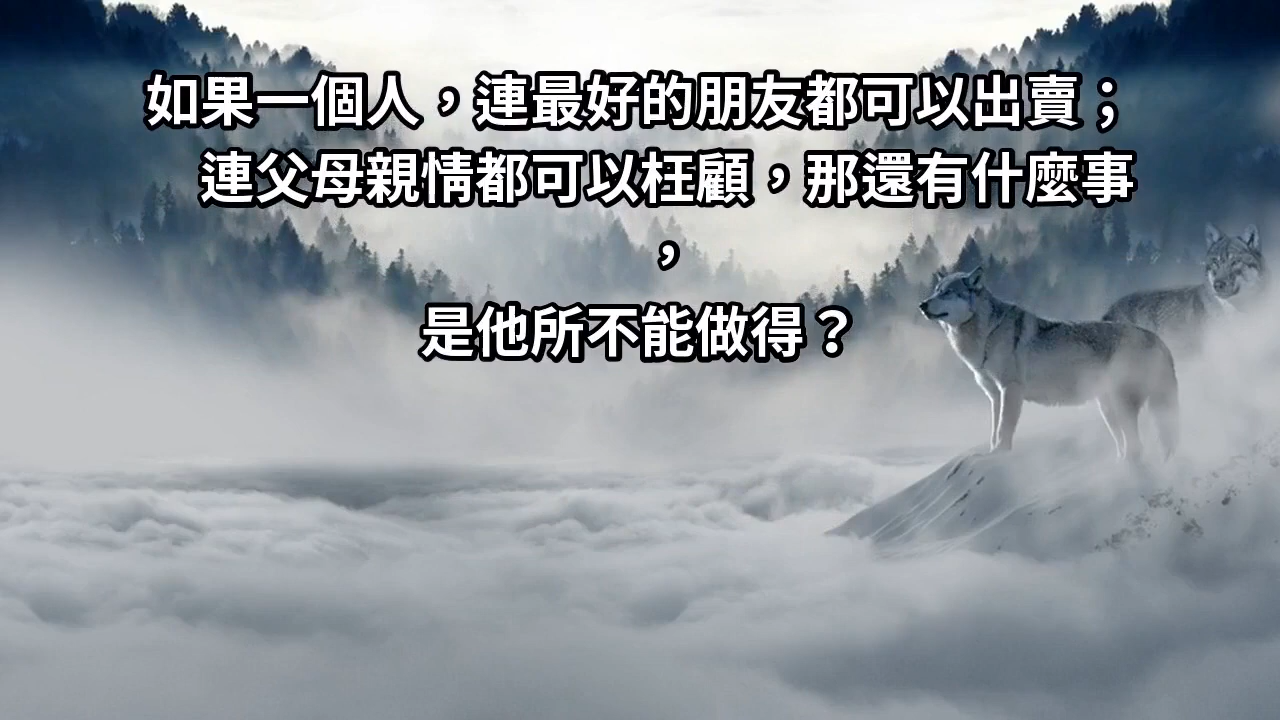 如果一個人，連最好的朋友都可以出賣；
連父母親情都可以枉顧，那還有什麼事
，
是他所不能做得？